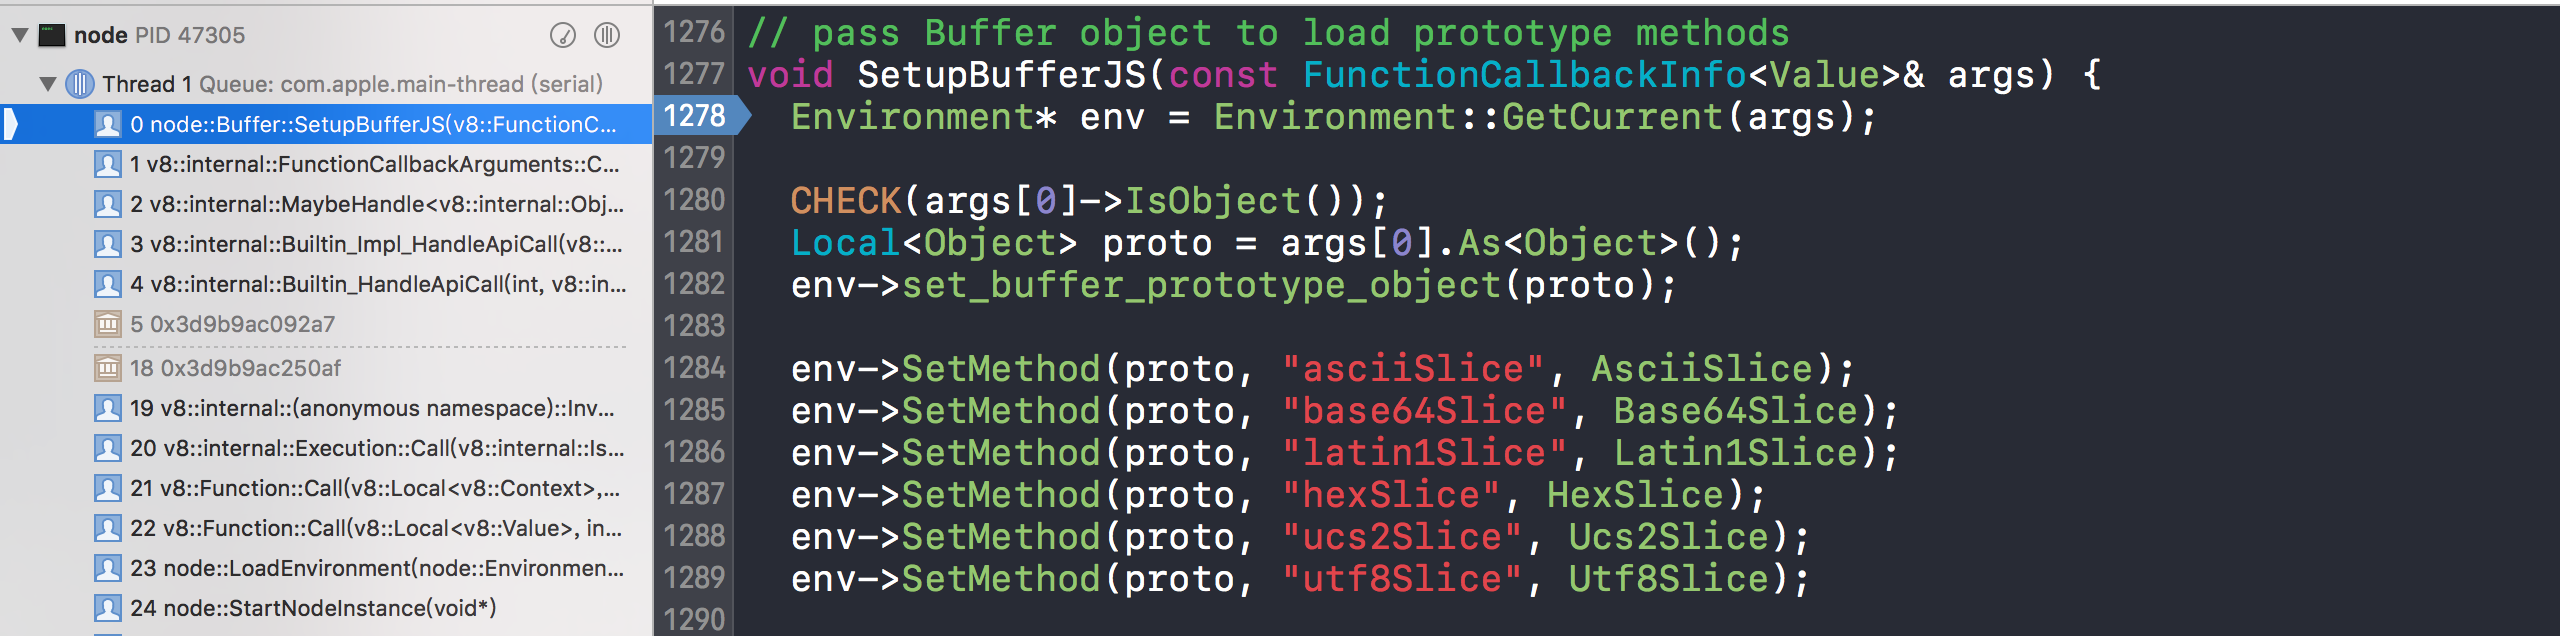 node PID 47305
Thread 1 Queue: com.apple.main-thread (serial)
0 node::Buffer::SetupBufferJS(v8::FunctionC...
1 v8::internal::FunctionCallbackArguments::C...
2 v8::internal::MaybeHandle<v8::internal::Obj...
3 v8::internal::Builtin_Impl_HandleApiCall(v8::...
4 v8::internal::Builtin_HandleApiCall(int, v8::in...
5 0x3d9b9ac092a7
18 0x3d9b9ac250af
19 v8::internal::(anonymous namespace)::Inv...
20 v8::internal::Execution::Call(v8::internal::Is...
21 v8::Function::Call(v8::Local<v8::Context>,...
22 v8::Function::Call(v8::Local<v8::Value>, in...
23 node::LoadEnvironment(node::Environmen...
24 node::StartNodeInstance(void*)
1276 // pass Buffer object to load prototype methods
1277 void SetupBufferJS(const FunctionCallbackInfo<Value>& args) {
1278   Environment* env = Environment::GetCurrent(args);
1279
1280   CHECK(args[0]->IsObject());
1281   Local<Object> proto = args[0].As<Object>();
1282   env->set_buffer_prototype_object(proto);
1283
1284   env->SetMethod(proto, "asciiSlice", AsciiSlice);
1285   env->SetMethod(proto, "base64Slice", Base64Slice);
1286   env->SetMethod(proto, "latin1Slice", Latin1Slice);
1287   env->SetMethod(proto, "hexSlice", HexSlice);
1288   env->SetMethod(proto, "ucs2Slice", Ucs2Slice);
1289   env->SetMethod(proto, "utf8Slice", Utf8Slice);
1290